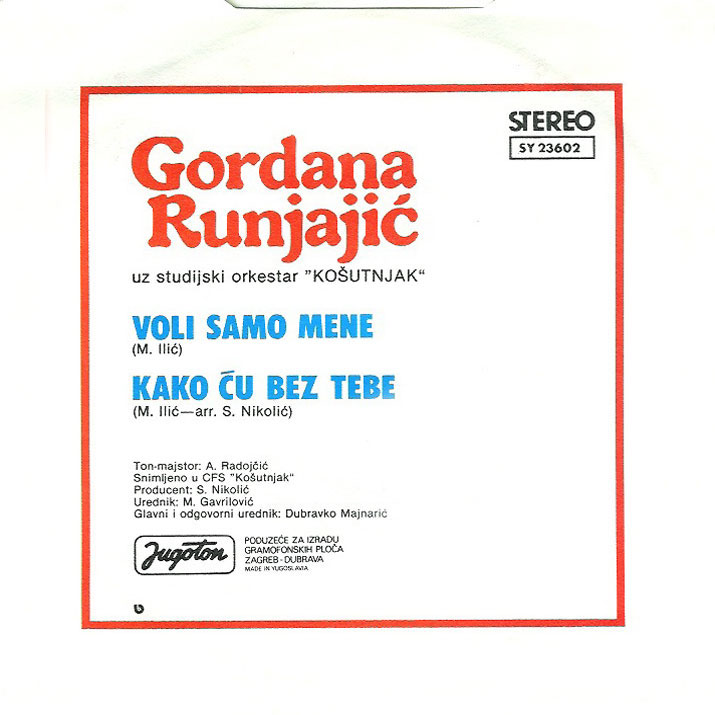 STEREO
SY 23602
Gordana
Runjajić
uz studijski orkestar "KOŠUTNJAK"
VOLI SAMO MENE
(M. Ilić)
KAKO ĆU BEZ TEBE
(M. Ilić—arr. S. Nikolić)
Ton-majstor: A. Radojčić
Snimljeno u CFS "Košutnjak"
Producent: S. Nikolić
Urednik: M. Gavrilović
Glavni i odgovorni urednik: Dubravko Majnarić
Jugoton
PODUZEĆE ZA IZRADU
GRAMOFONSKIH PLOČA
ZAGREB-DUBRAVA
MADE IN YUGOSLAVIA